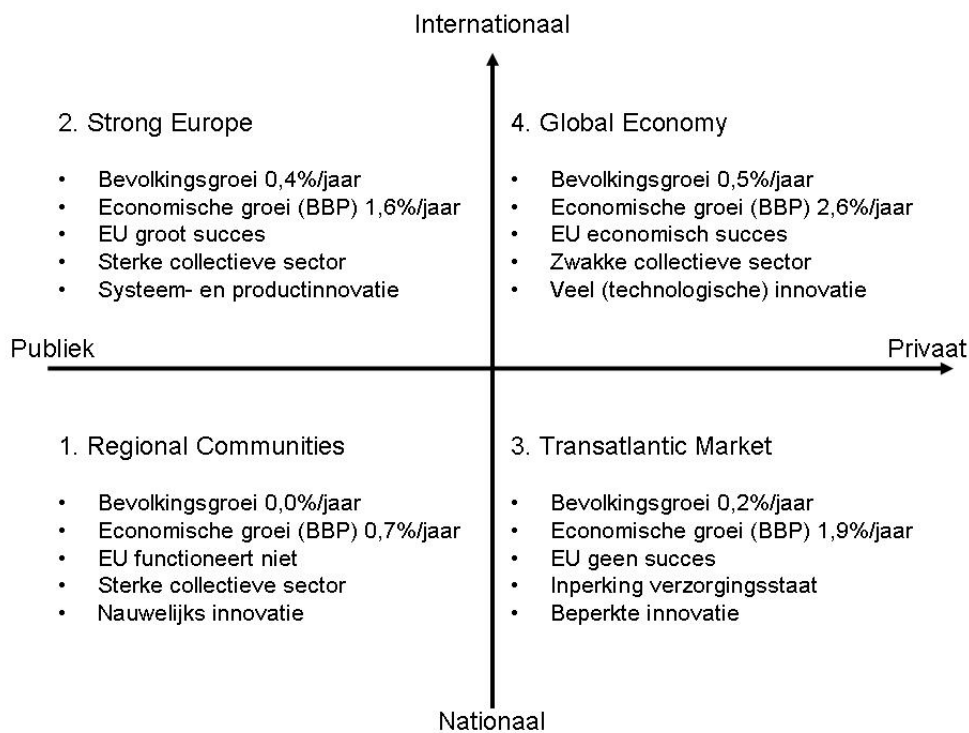 Internationaal
2. Strong Europe
• Bevolkingsgroei 0,4%/jaar
• Economische groei (BBP) 1,6%/jaar
• EU groot succes
• Sterke collectieve sector
• Systeem- en productinnovatie
4. Global Economy
• Bevolkingsgroei 0,5%/jaar
• Economische groei (BBP) 2,6%/jaar
• EU economisch succes
• Zwakke collectieve sector
• Veel (technologische) innovatie
Publiek
Privaat
1. Regional Communities
• Bevolkingsgroei 0,0%/jaar
• Economische groei (BBP) 0,7%/jaar
• EU functioneert niet
• Sterke collectieve sector
• Nauwelijks innovatie
3. Transatlantic Market
• Bevolkingsgroei 0,2%/jaar
• Economische groei (BBP) 1,9%/jaar
• EU geen succes
• Inperking verzorgingsstaat
• Beperkte innovatie
Nationaal